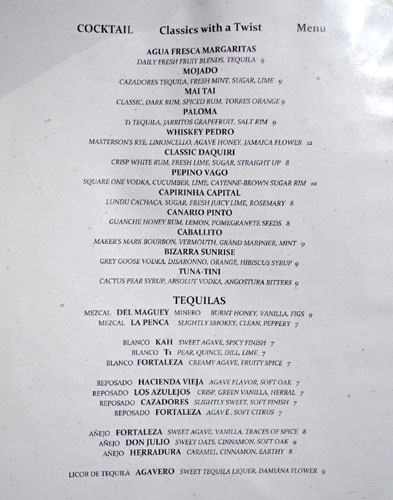 COCKTAIL Classics with a Twist Menu
AGUA FRESCA MARGARITAS
DAILY FRESH FRUIT BLENDS, TEQUILA 9
MOJADO
CAZADORES TEQUILA, FRESH MINT, SUGAR, LIME 9
MAI TAI
CLASSIC, DARK RUM, SPICED RUM, TORRES ORANGE 9
PALOMA
T1 TEQUILA, JARRITOS GRAPEFRUIT, SALT RIM 9
WHISKEY PEDRO
MASTERSON'S RYE, LIMONCELLO, AGAVE HONEY, JAMAICA FLOWER 12
CLASSIC DAQUIRI
CRISP WHITE RUM, FRESH LIME, SUGAR, STRAIGHT UP 8
PEPINO VAGO
SQUARE ONE VODKA, CUCUMBER, LIME, CAYENNE-BROWN SUGAR RIM 10
CAPIRINHA CAPITAL
LUNDU CACHAÇA, SUGAR, FRESH JUICY LIME, ROSEMARY 8
CANARIO PINTO
GUANCHE HONEY RUM, LEMON, POMEGRANETE SEEDS 8
CABALLITO
MAKER'S MARK BOURBON, VERMOUTH, GRAND MARINIER, MINT 9
BIZARRA SUNRISE
GREY GOOSE VODKA, DISARONNO, ORANGE, HIBISCUS SYRUP 9
TUNA-TINI
CACTUS PEAR SYRUP, ABSOLUT VODKA, ANGOSTURA BITTERS 9
TEQUILAS
MEZCAL DEL MAGUEY MINERO BURNT HONEY, VANILLA, FIGS 9
MEZCAL LA PENCA SLIGHTLY SMOKEY, CLEAN, PEPPERY 7
BLANCO KAH SWEET AGAVE, SPICY FINISH 7
BLANCO T1 PEAR, QUINCE, DILL, LIME 7
BLANCO FORTALEZA CREAMY AGAVE, FRUITY SPICE 7
REPOSADO HACIENDA VIEJA AGAVE FLAVOR, SOFT OAK 7
REPOSADO LOS AZULEJOS CRISP, GREEN VANILLA, HERBAL 7
REPOSADO CAZADORES SLIGHTLY SWEET, SOFT FINISH 7
REPOSADO FORTALEZA AGAVE, SOFT CITRUS 7
AÑEJO FORTALEZA SWEET AGAVE, VANILLA, TRACES OF SPICE 8
AÑEJO DON JULIO SWEET OATS, CINNAMON, SOFT OAK 9
AÑEJO HERRADURA CARAMEL, CINNAMON, EARTHY 8
LICOR DE TEQUILA AGAVERO SWEET TEQUILA LIQUER, DAMIANA FLOWER 9